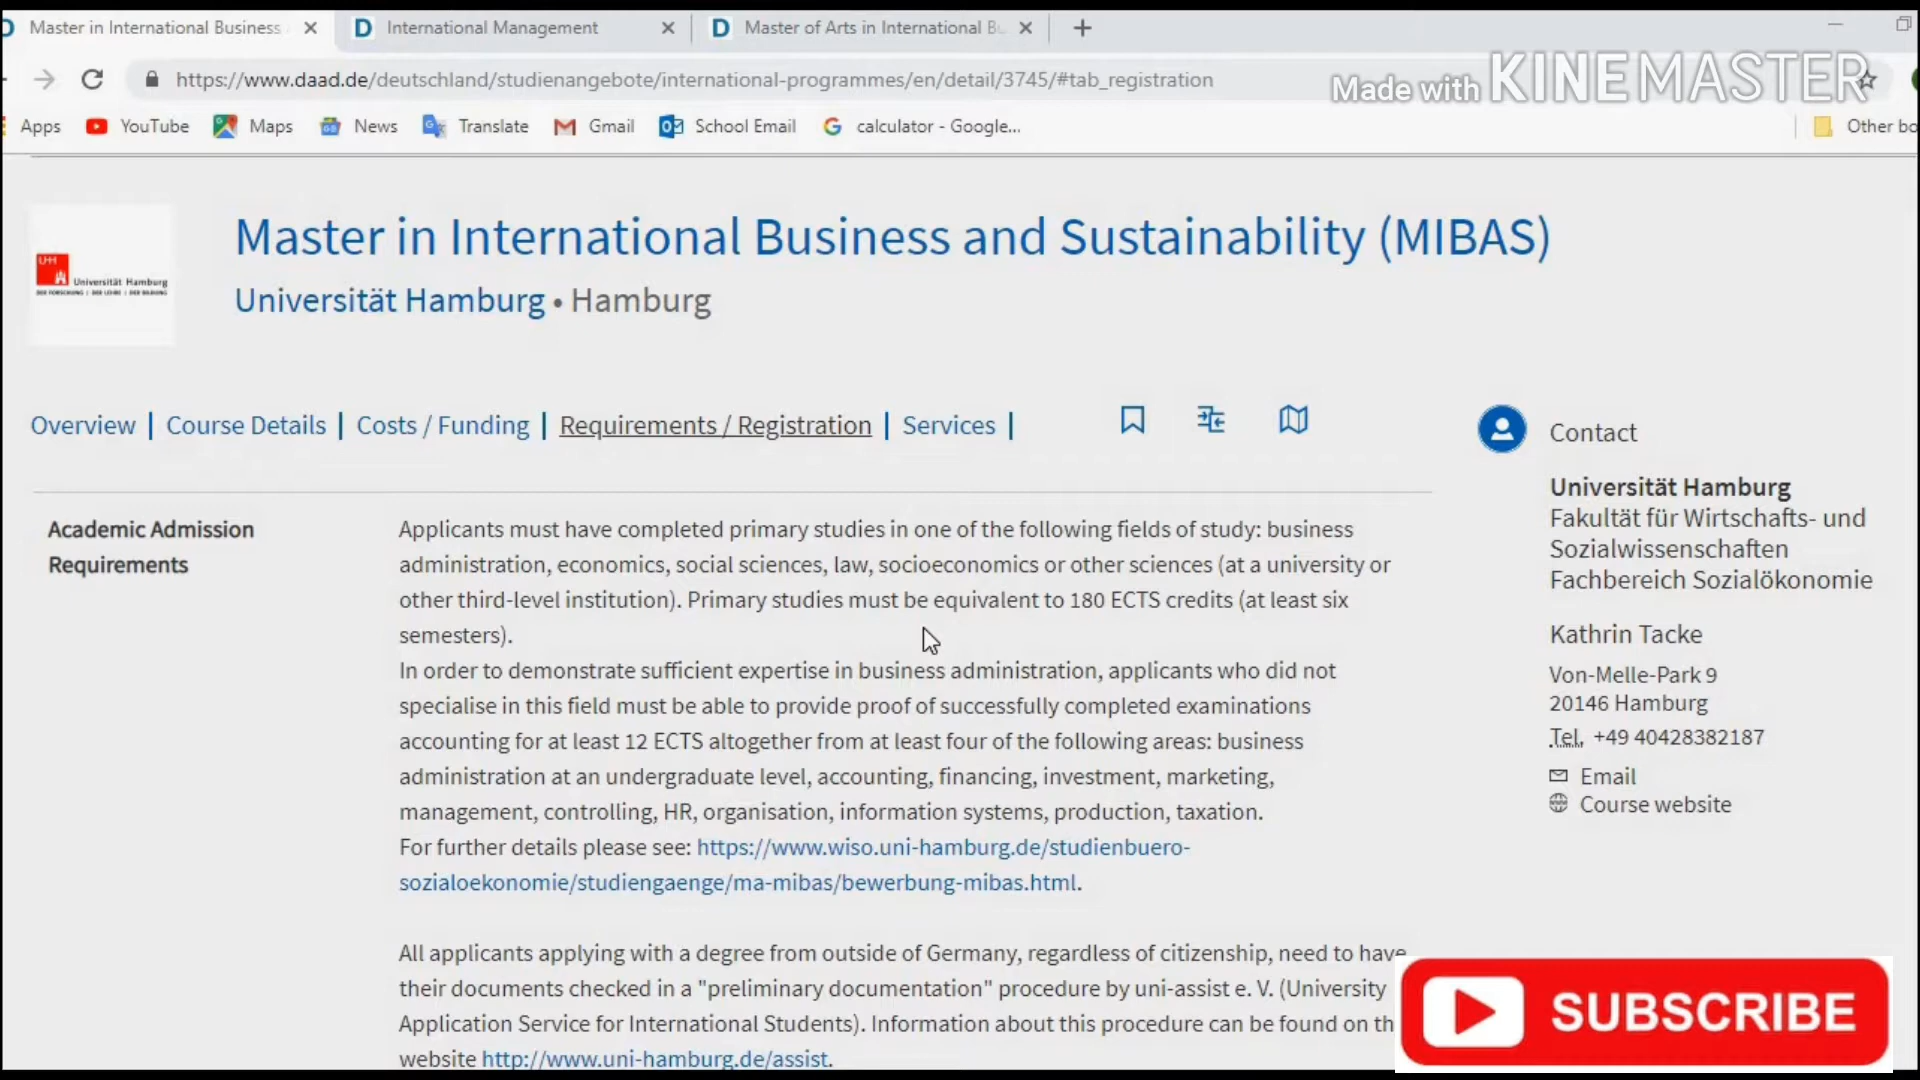 Master in International Business
International Management
Master of Arts in International Bu
https://www.daad.de/deutschland/studienangebote/international-programmes/en/detail/3745/#tab_registration
Made with KINEMASTER
Apps YouTube Maps News Translate Gmail School Email calculator - Google... Other bo
Master in International Business and Sustainability (MIBAS)
Universität Hamburg • Hamburg
UH
Universität Hamburg
DER FORSCHUNG | DER LEHRE | DER BILDUNG
Overview | Course Details | Costs / Funding | Requirements / Registration | Services |
Academic Admission
Requirements
Applicants must have completed primary studies in one of the following fields of study: business
administration, economics, social sciences, law, socioeconomics or other sciences (at a university or
other third-level institution). Primary studies must be equivalent to 180 ECTS credits (at least six
semesters).
In order to demonstrate sufficient expertise in business administration, applicants who did not
specialise in this field must be able to provide proof of successfully completed examinations
accounting for at least 12 ECTS altogether from at least four of the following areas: business
administration at an undergraduate level, accounting, financing, investment, marketing,
management, controlling, HR, organisation, information systems, production, taxation.
For further details please see: https://www.wiso.uni-hamburg.de/studienbuero-
sozialoekonomie/studiengaenge/ma-mibas/bewerbung-mibas.html.
All applicants applying with a degree from outside of Germany, regardless of citizenship, need to have
their documents checked in a "preliminary documentation" procedure by uni-assist e. V. (University
Application Service for International Students). Information about this procedure can be found on th
website http://www.uni-hamburg.de/assist.
Contact
Universität Hamburg
Fakultät für Wirtschafts- und
Sozialwissenschaften
Fachbereich Sozialökonomie
Kathrin Tacke
Von-Melle-Park 9
20146 Hamburg
Tel. +49 40428382187
Email
Course website
SUBSCRIBE